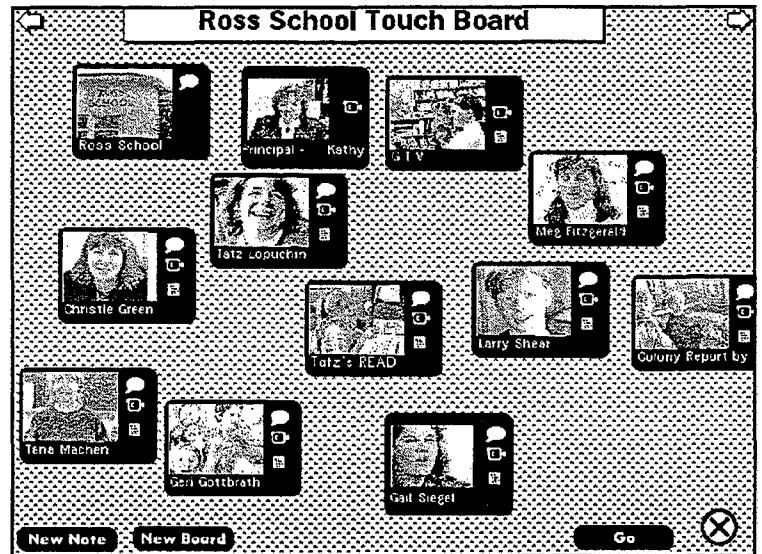 Ross School Touch Board
Ross School
Principal - Kathy
GTV
Tatz Lopuchin
Meg Fitzgerald
Christie Green
Tatz's READ
Larry Shear
Colony Report by
Tena Machen
Geri Gottbrath
Gail Siegel
New Note
New Board
Go